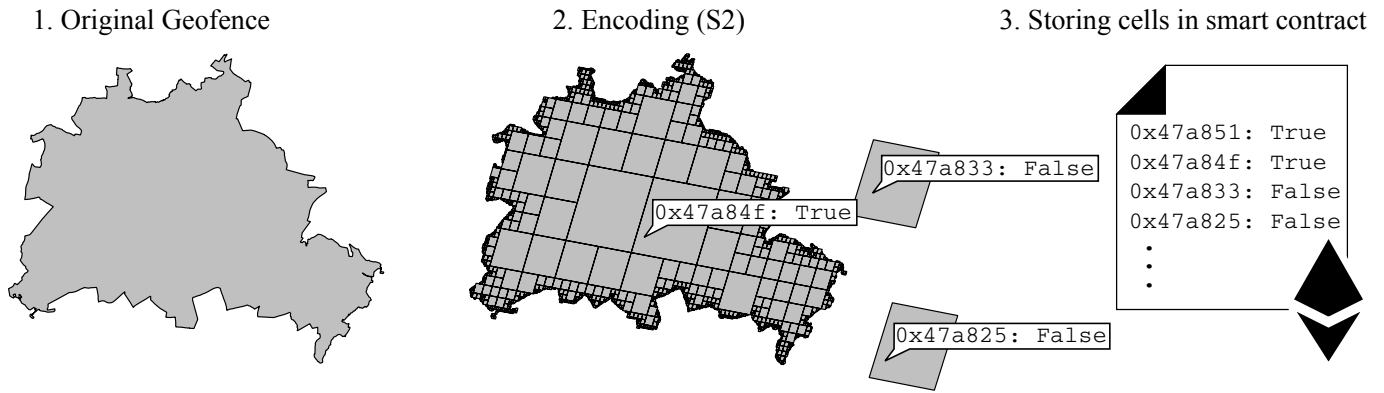 1. Original Geofence
2. Encoding (S2)
3. Storing cells in smart contract
0x47a84f: True
0x47a833: False
0x47a825: False
0x47a851: True
0x47a84f: True
0x47a833: False
0x47a825: False